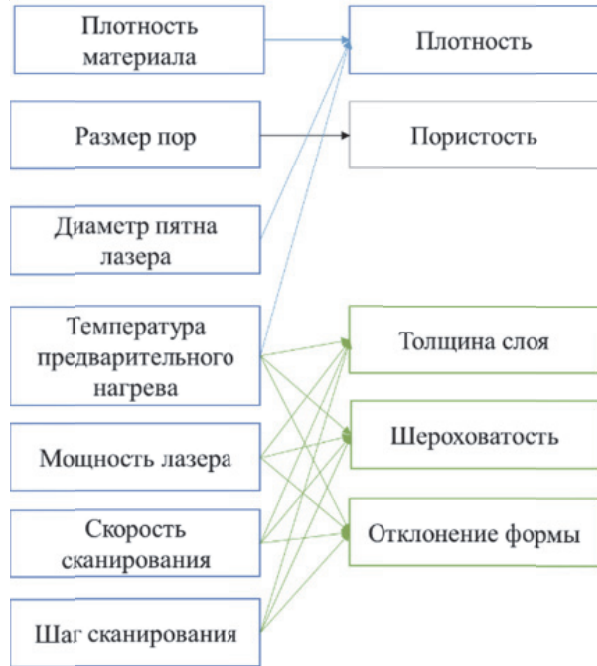 Плотность
материала
Плотность
Размер пор
Пористость
Диаметр пятна
лазера
Температура
предварительного
нагрева
Толщина слоя
Мощность лазера
Шероховатость
Скорость
сканирования
Отклонение формы
Шаг сканирования